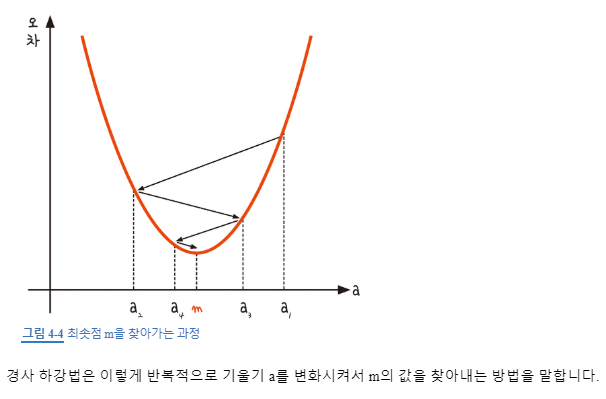 오
차
a
a₂ a₄ m a₃ a₁
그림 4-4 최솟점 m을 찾아가는 과정
경사 하강법은 이렇게 반복적으로 기울기 a를 변화시켜서 m의 값을 찾아내는 방법을 말합니다.